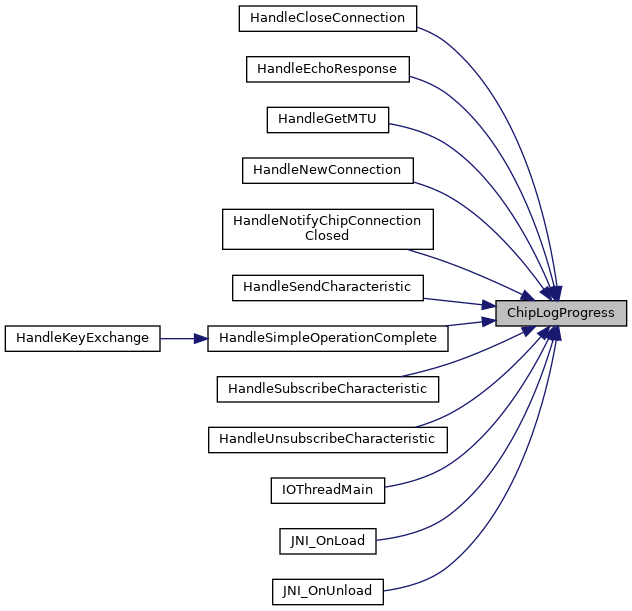 HandleCloseConnection
HandleEchoResponse
HandleGetMTU
HandleNewConnection
HandleNotifyChipConnection
Closed
HandleSendCharacteristic
ChipLogProgress
HandleKeyExchange
HandleSimpleOperationComplete
HandleSubscribeCharacteristic
HandleUnsubscribeCharacteristic
IOThreadMain
JNI_OnLoad
JNI_OnUnload